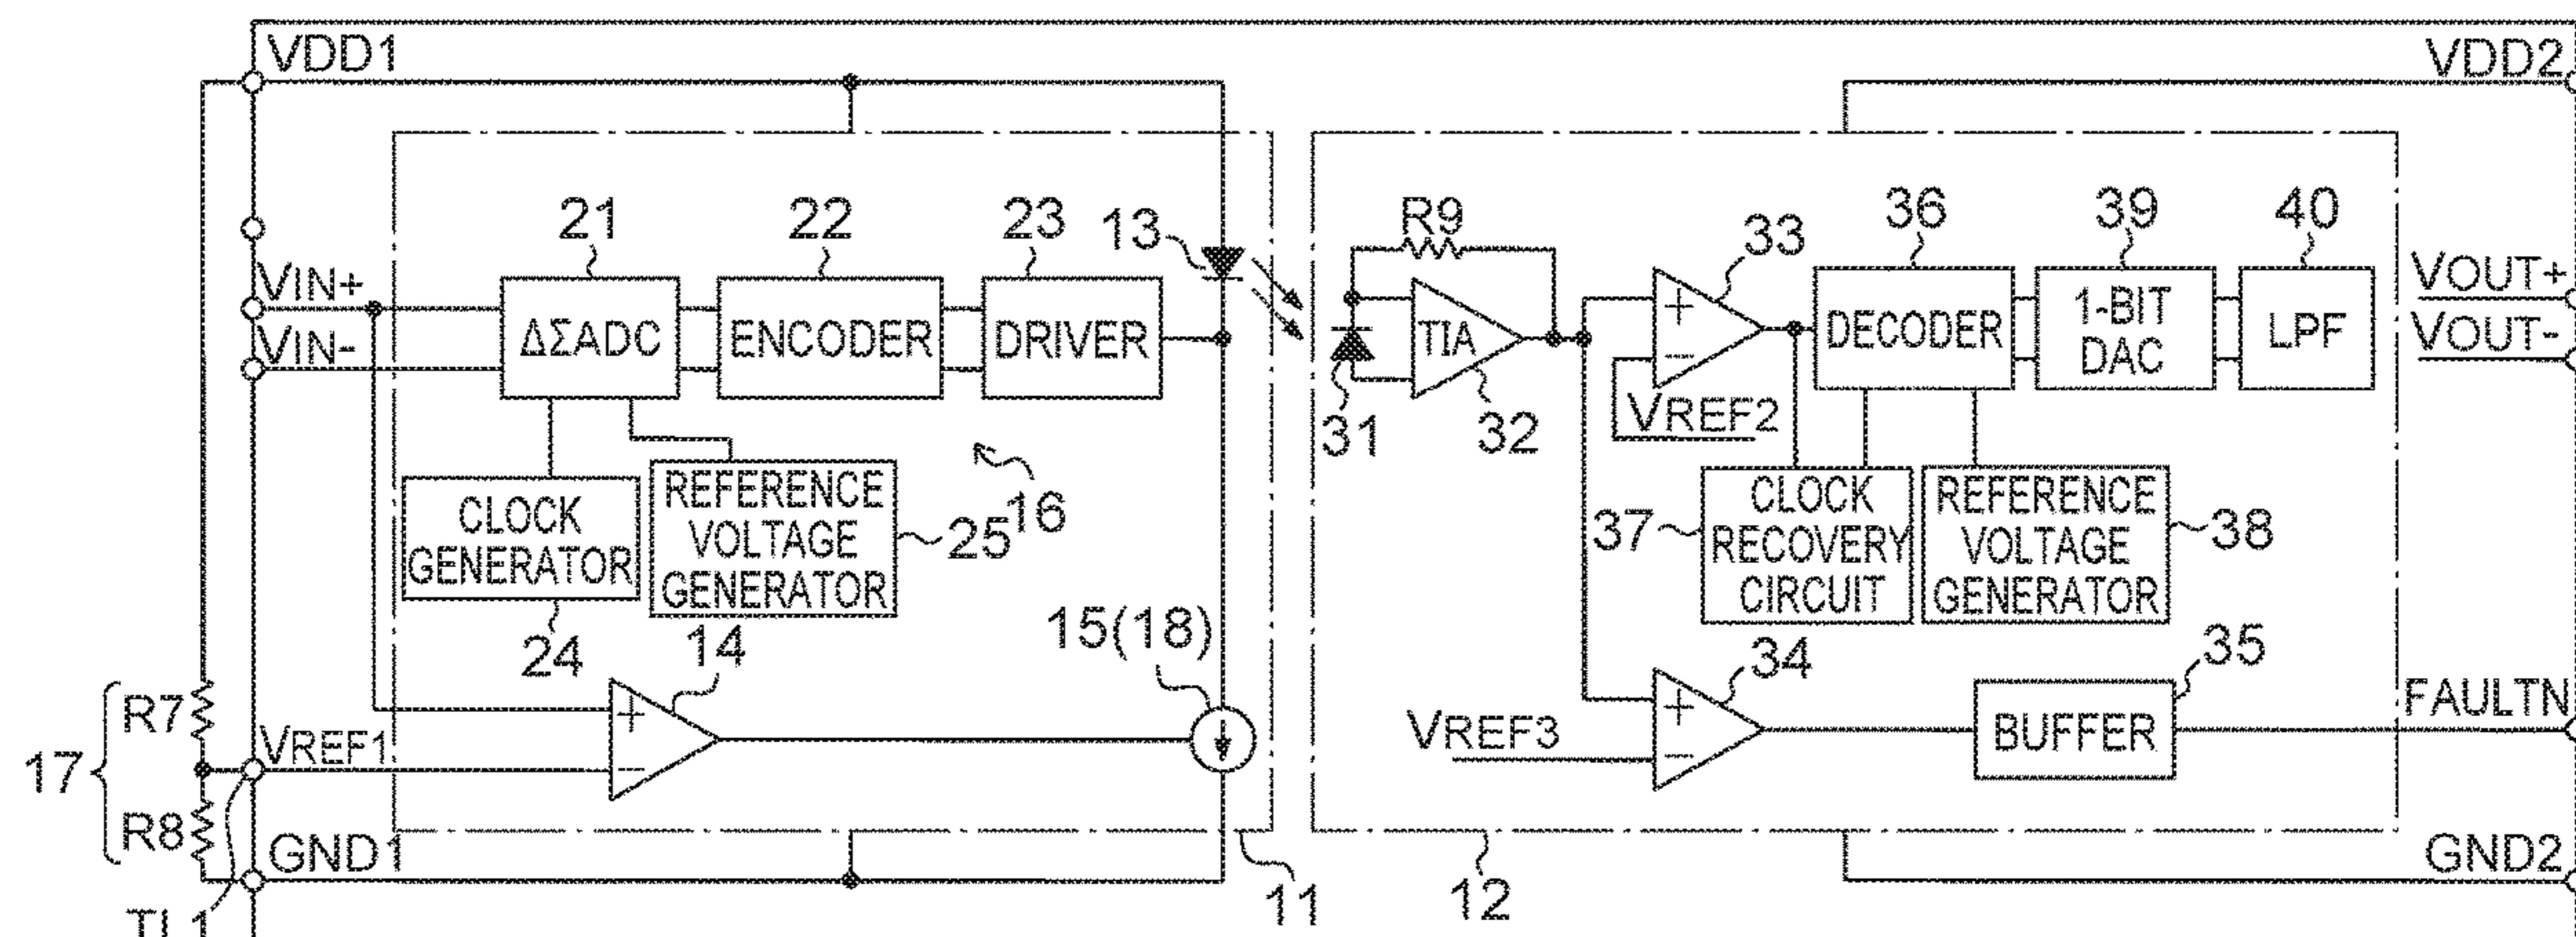 VDD1
VDD2
21
22
23
13
R9
33
36
39
40
VIN+
VIN-
ΔΣADC
ENCODER
DRIVER
TIA
+
−
DECODER
1-BIT
DAC
LPF
VOUT+
VOUT-
31
32
VREF2
CLOCK
GENERATOR
24
REFERENCE
VOLTAGE
GENERATOR
25
16
37
CLOCK
RECOVERY
CIRCUIT
REFERENCE
VOLTAGE
GENERATOR
38
14
15(18)
34
35
17
R7
R8
VREF1
+
−
VREF3
+
−
BUFFER
FAULTN
GND1
GND2
11
12
TL1